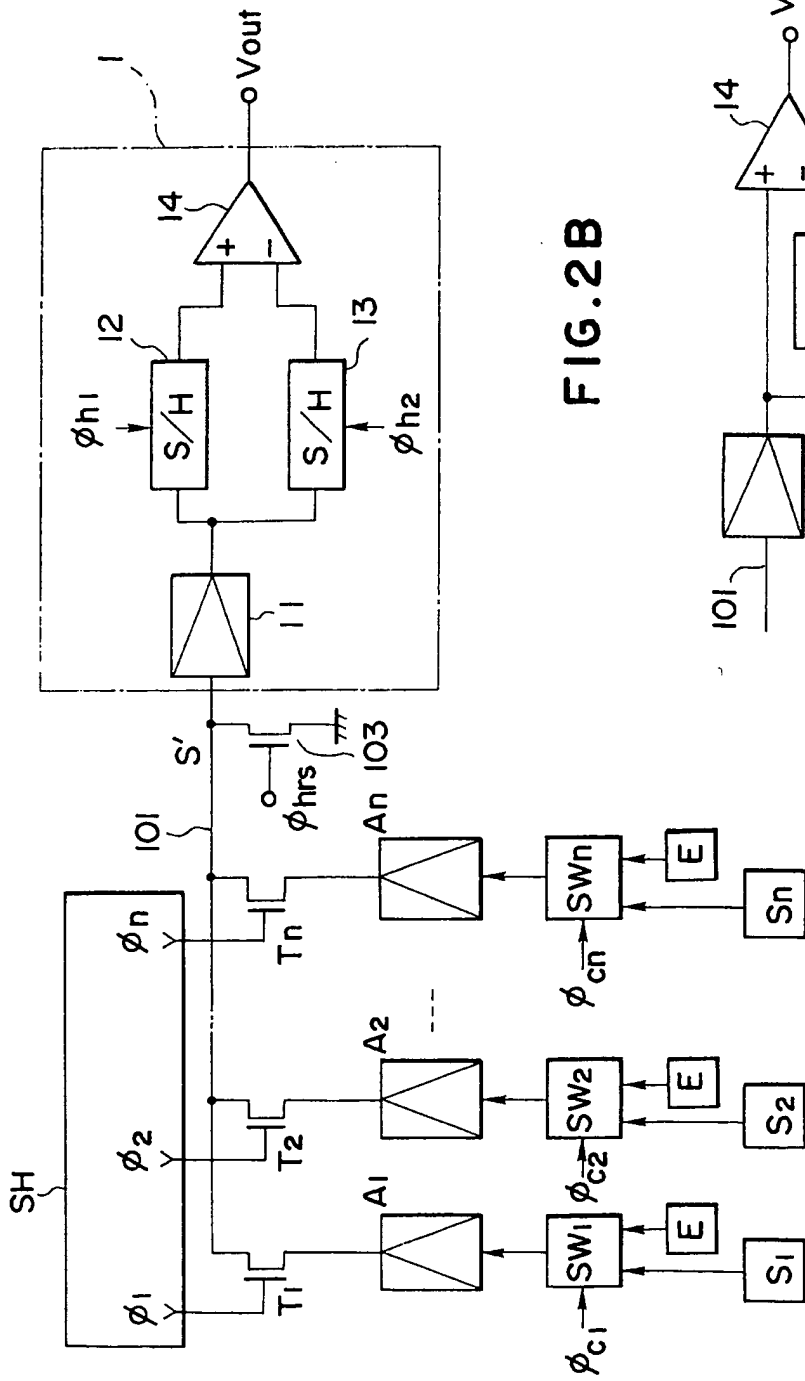 SH
φ1
φ2
φn
T1
T2
Tn
101
S'
φhrs
103
A1
A2
An
φc1
SW1
φc2
SW2
φcn
SWn
E
E
E
S1
S2
Sn
1
11
φh1
S/H
12
S/H
13
φh2
+
−
14
Vout
FIG.2B
101
14
+
−
V